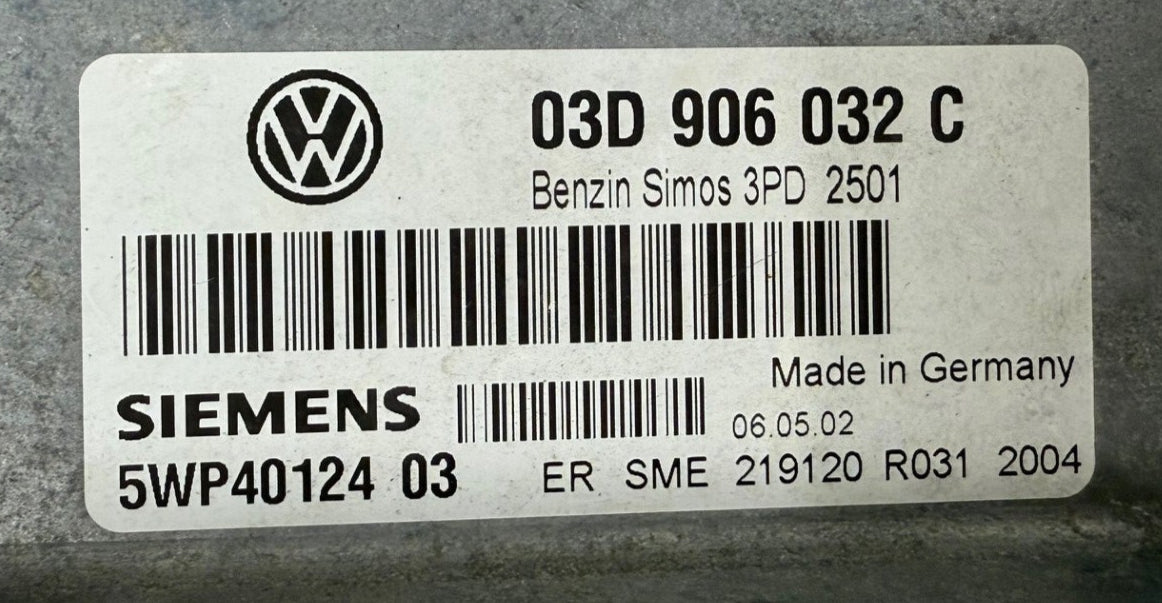 03D 906 032 C
Benzin Simos 3PD 2501
Made in Germany
SIEMENS
06.05.02
5WP40124 03 ER SME 219120 R031 2004